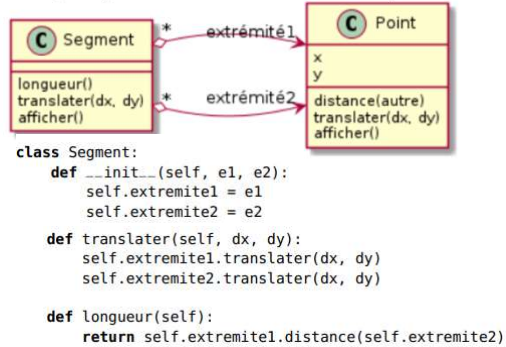 C Segment
longueur()
translater(dx, dy)
afficher()
* extrémité1
* extrémité2
C Point
x
y
distance(autre)
translater(dx, dy)
afficher()
class Segment:
def __init__(self, e1, e2):
self.extremite1 = e1
self.extremite2 = e2
def translater(self, dx, dy):
self.extremite1.translater(dx, dy)
self.extremite2.translater(dx, dy)
def longueur(self):
return self.extremite1.distance(self.extremite2)